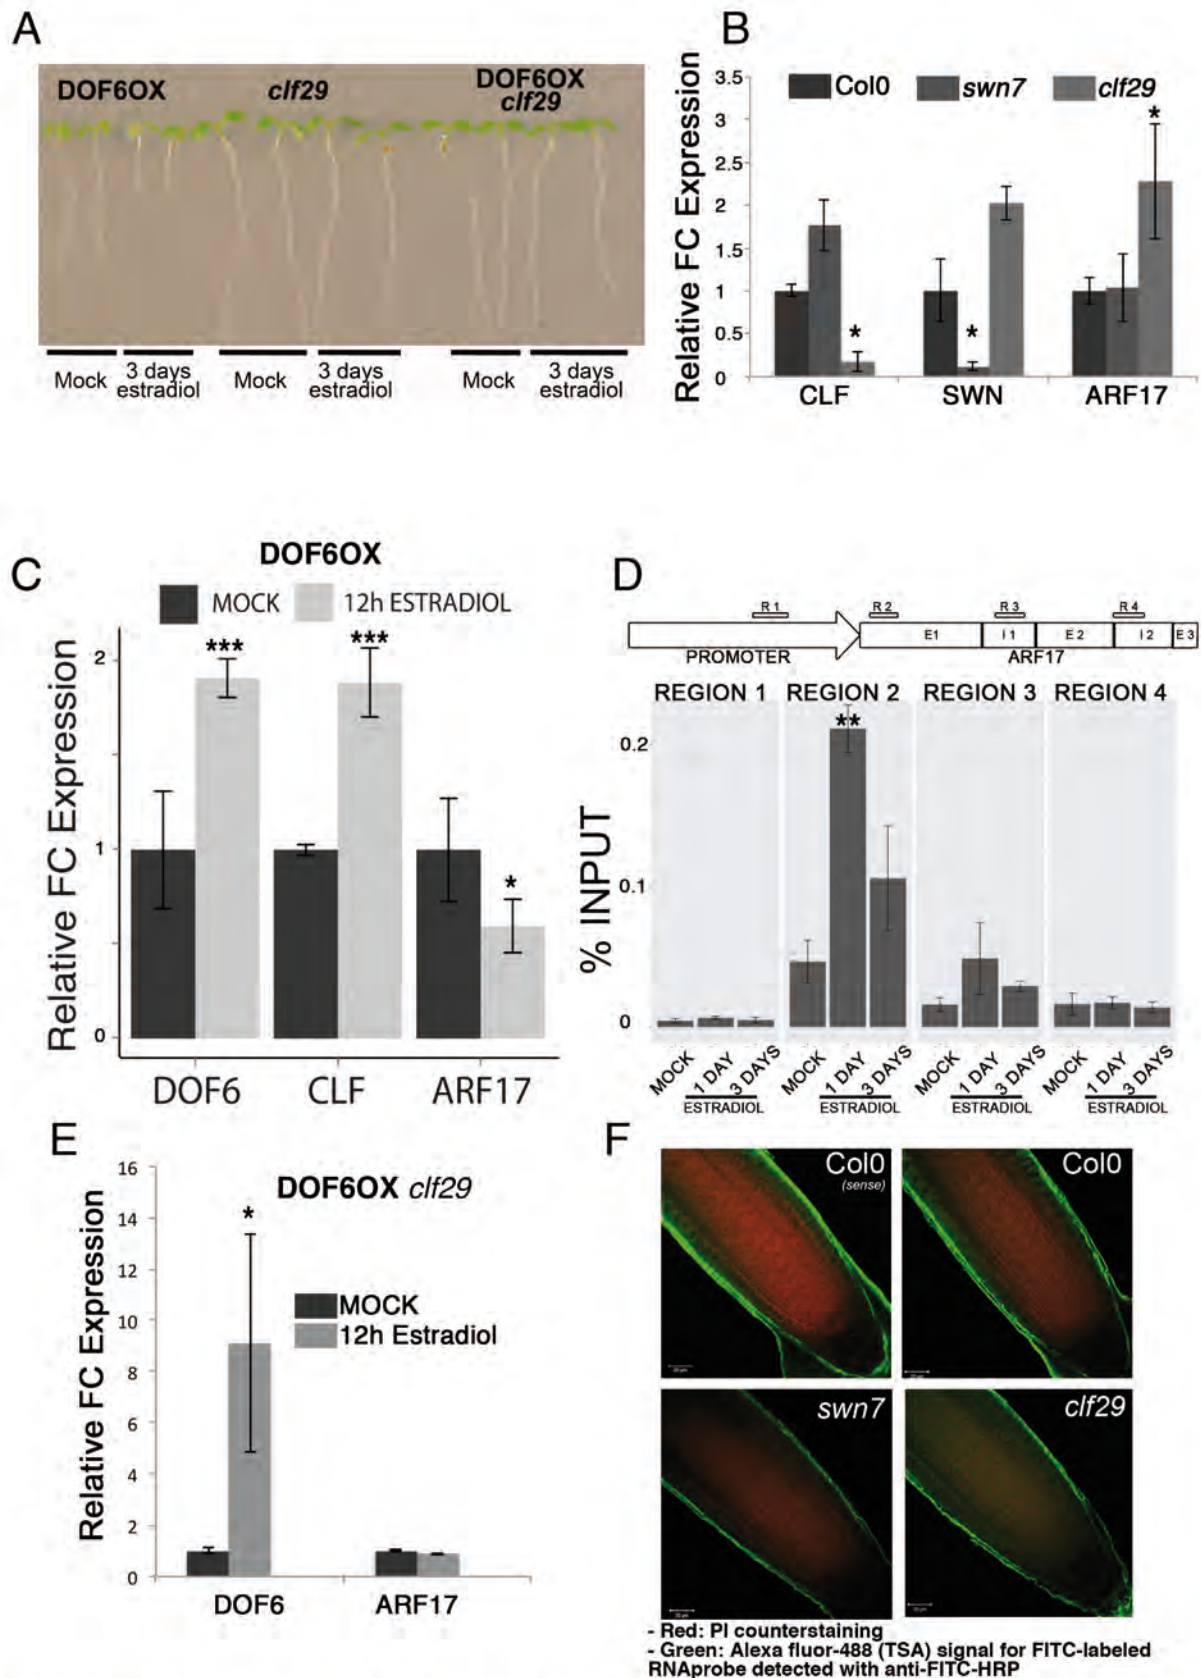 A
DOF6OX
clf29
DOF6OX
clf29
Mock
3 days
estradiol
Mock
3 days
estradiol
Mock
3 days
estradiol
B
Relative FC Expression
3.5
3
2.5
2
1.5
1
0.5
0
Col0
swn7
clf29
*
*
*
CLF
SWN
ARF17
C
DOF6OX
MOCK
12h ESTRADIOL
Relative FC Expression
2
1
0
***
***
*
DOF6
CLF
ARF17
D
R 1
R 2
R 3
R 4
E1
I 1
E 2
I 2
E 3
PROMOTER
ARF17
REGION 1
REGION 2
REGION 3
REGION 4
% INPUT
0.2
0.1
0
**
MOCK
1 DAY
3 DAYS
ESTRADIOL
MOCK
1 DAY
3 DAYS
ESTRADIOL
MOCK
1 DAY
3 DAYS
ESTRADIOL
MOCK
1 DAY
3 DAYS
ESTRADIOL
E
Relative FC Expression
16
14
12
10
8
6
4
2
0
DOF6OX clf29
*
MOCK
12h Estradiol
DOF6
ARF17
F
Col0
(sense)
Col0
swn7
clf29
- Red: PI counterstaining
- Green: Alexa fluor-488 (TSA) signal for FITC-labeled
RNAprobe detected with anti-FITC-HRP